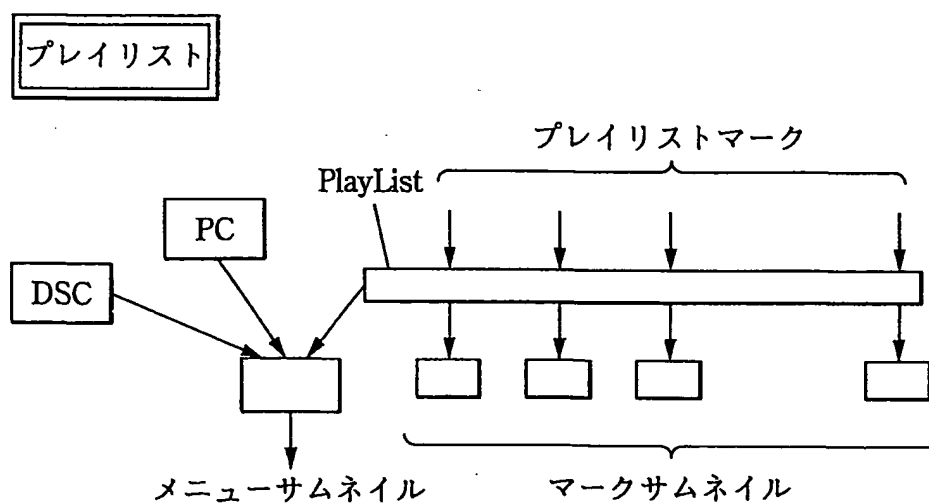 プレイリスト
プレイリストマーク
PlayList
PC
DSC
メニューサムネイル
マークサムネイル